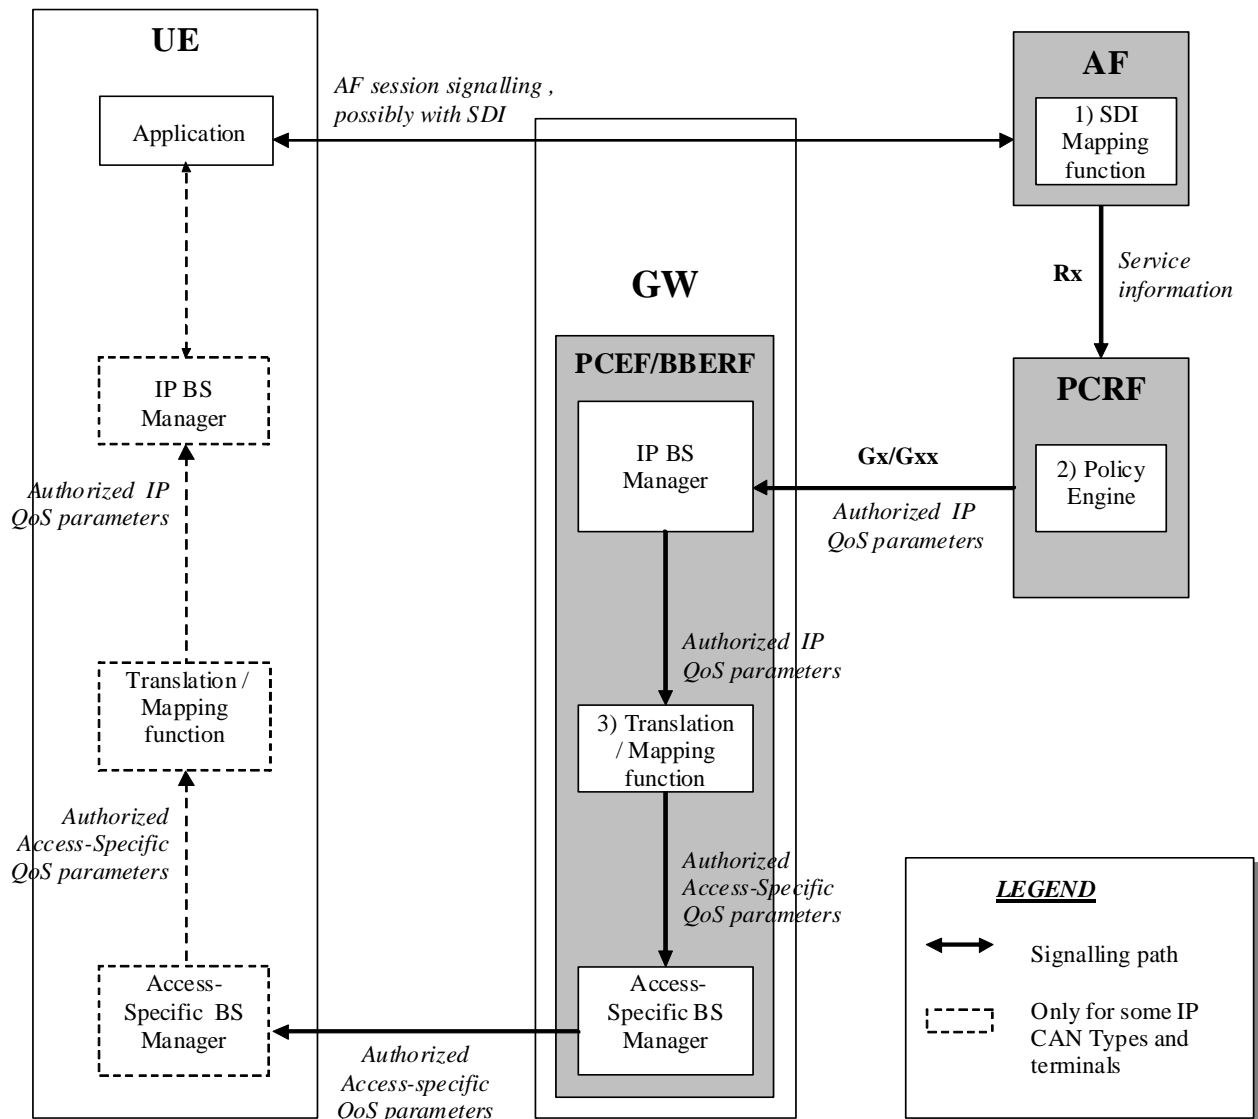 UE
Application
IP BS
Manager
Authorized IP
QoS parameters
Translation /
Mapping
function
Authorized
Access-Specific
QoS parameters
Access-
Specific BS
Manager
AF session signalling ,
possibly with SDI
GW
PCEF/BBERF
IP BS
Manager
Authorized IP
QoS parameters
3) Translation
/ Mapping
function
Authorized
Access-Specific
QoS parameters
Access-
Specific BS
Manager
Authorized
Access-specific
QoS parameters
AF
1) SDI
Mapping
function
Rx
Service
information
PCRF
2) Policy
Engine
Gx/Gxx
Authorized IP
QoS parameters
LEGEND
Signalling path
Only for some IP
CAN Types and
terminals